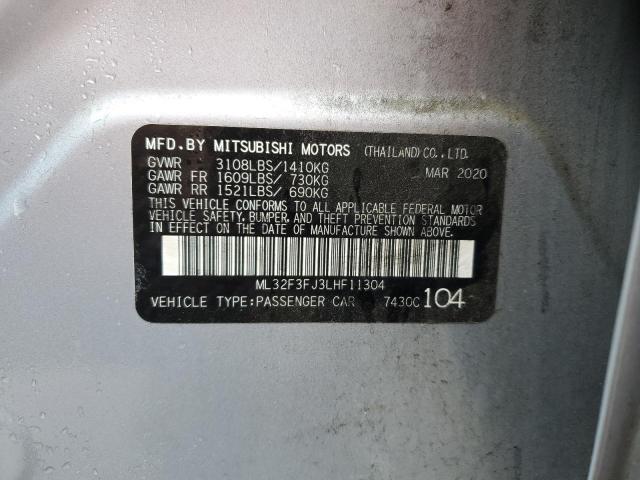 MFD.BY MITSUBISHI MOTORS (THAILAND) CO.,LTD.
GVWR 3108LBS/1410KG MAR 2020
GAWR FR 1609LBS/ 730KG
GAWR RR 1521LBS/ 690KG
THIS VEHICLE CONFORMS TO ALL APPLICABLE FEDERAL MOTOR
VEHICLE SAFETY, BUMPER, AND THEFT PREVENTION STANDARDS
IN EFFECT ON THE DATE OF MANUFACTURE SHOWN ABOVE.
ML32F3FJ3LHF11304
VEHICLE TYPE:PASSENGER CAR 7430C 104